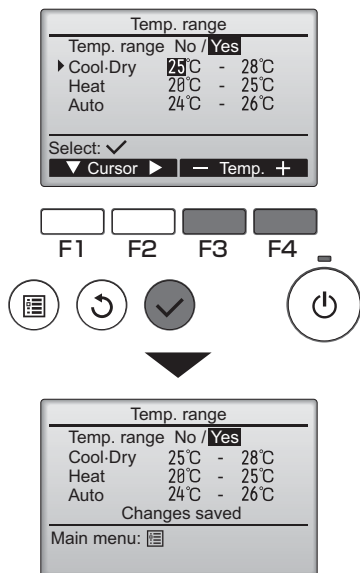 Temp. range
Temp. range No / Yes
Cool·Dry 25°C - 28°C
Heat 20°C - 25°C
Auto 24°C - 26°C
Select: ✓
▼ Cursor ▶ − Temp. +
F1 F2 F3 F4
Temp. range
Temp. range No / Yes
Cool·Dry 25°C - 28°C
Heat 20°C - 25°C
Auto 24°C - 26°C
Changes saved
Main menu: